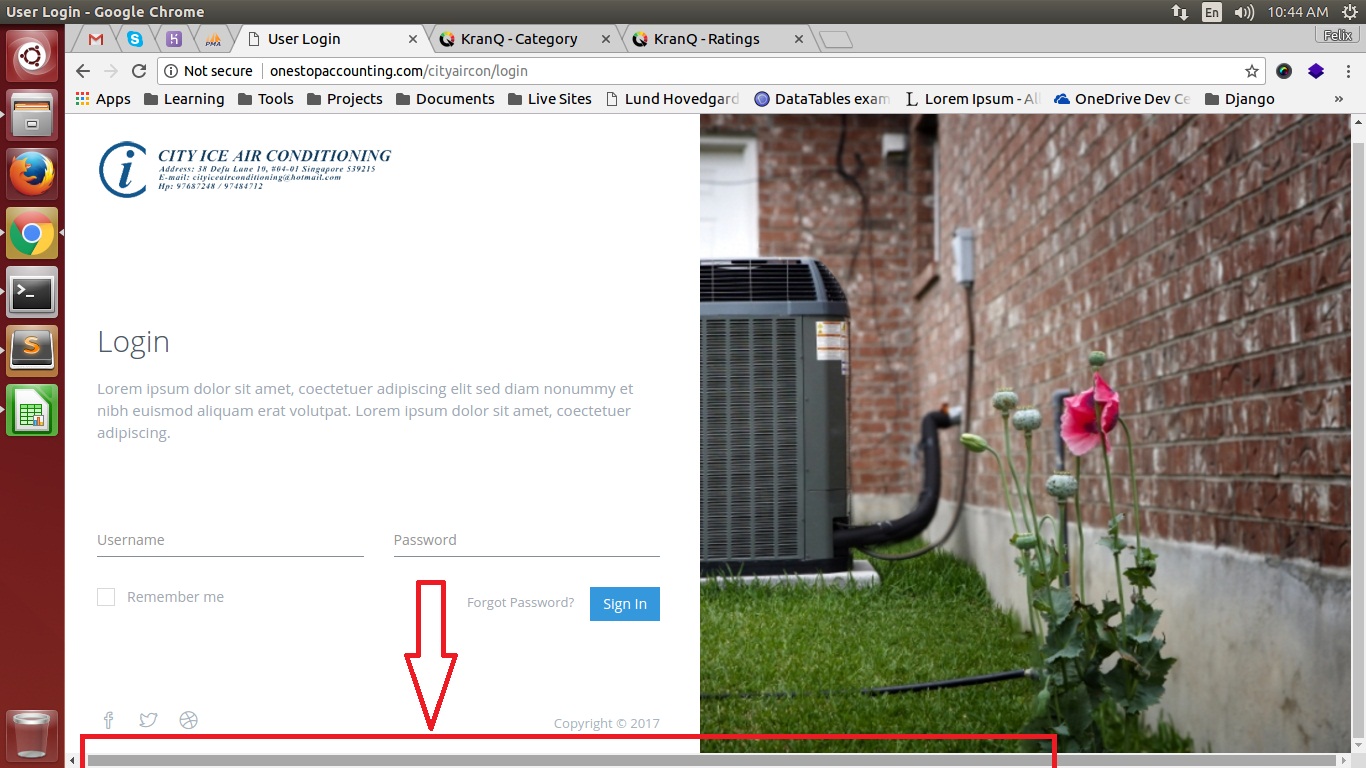 User Login - Google Chrome
En
10:44 AM
PMA
User Login
KranQ - Category
KranQ - Ratings
Felix
Not secure
onestopaccounting.com/cityaircon/login
Apps
Learning
Tools
Projects
Documents
Live Sites
Lund Hovedgard
DataTables exam
Lorem Ipsum - All
OneDrive Dev Ce
Django
»
CITY ICE AIR CONDITIONING
Address: 38 Defu Lane 10, #04-01 Singapore 539215
E-mail: cityiceairconditioning@hotmail.com
Hp: 97687248 / 97484712
Login
Lorem ipsum dolor sit amet, coectetuer adipiscing elit sed diam nonummy et
nibh euismod aliquam erat volutpat. Lorem ipsum dolor sit amet, coectetuer
adipiscing.
Username
Password
Remember me
Forgot Password?
Sign In
Copyright © 2017